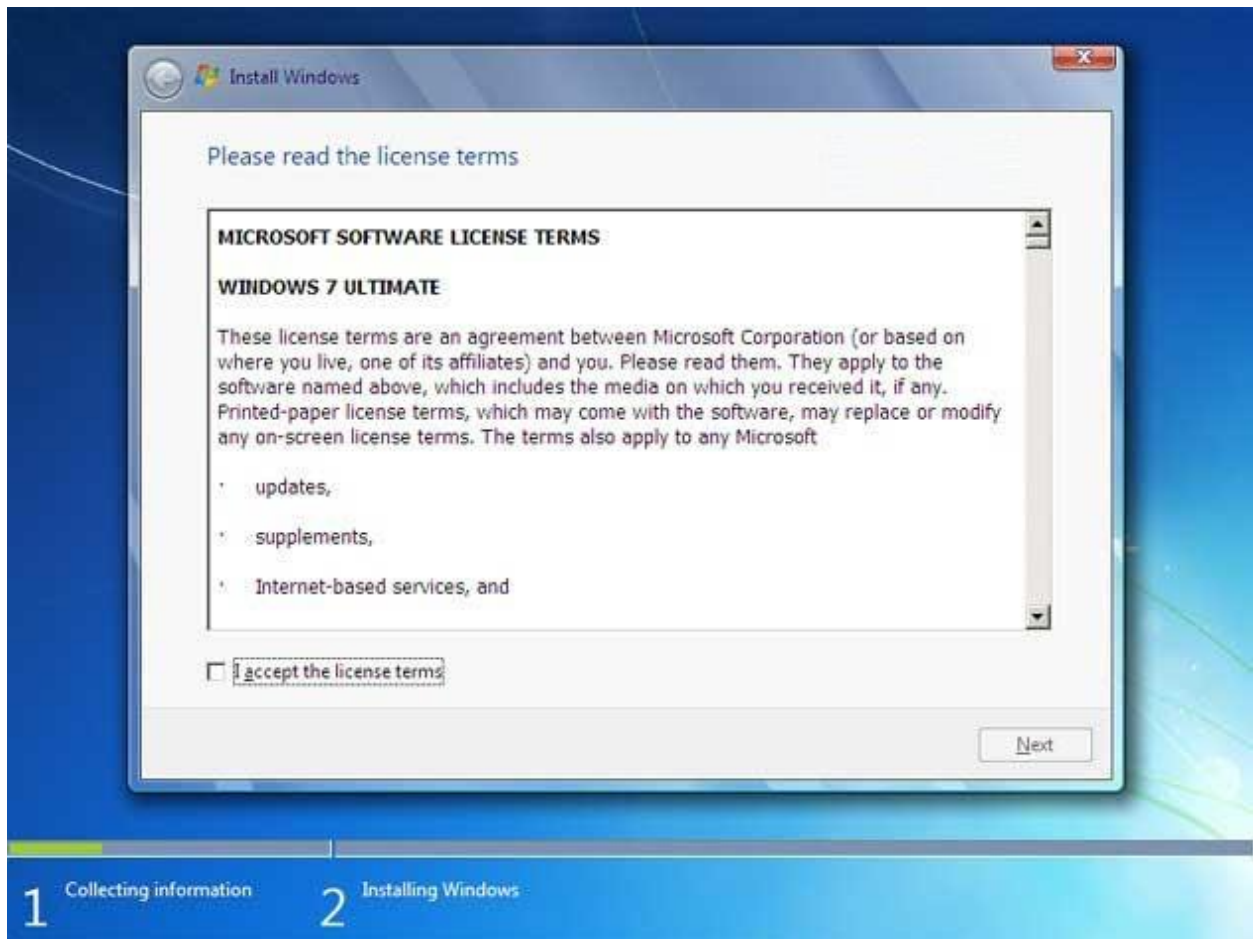 Install Windows
Please read the license terms
MICROSOFT SOFTWARE LICENSE TERMS
WINDOWS 7 ULTIMATE
These license terms are an agreement between Microsoft Corporation (or based on
where you live, one of its affiliates) and you. Please read them. They apply to the
software named above, which includes the media on which you received it, if any.
Printed-paper license terms, which may come with the software, may replace or modify
any on-screen license terms. The terms also apply to any Microsoft
· updates,
· supplements,
· Internet-based services, and
I accept the license terms
Next
1 Collecting information
2 Installing Windows